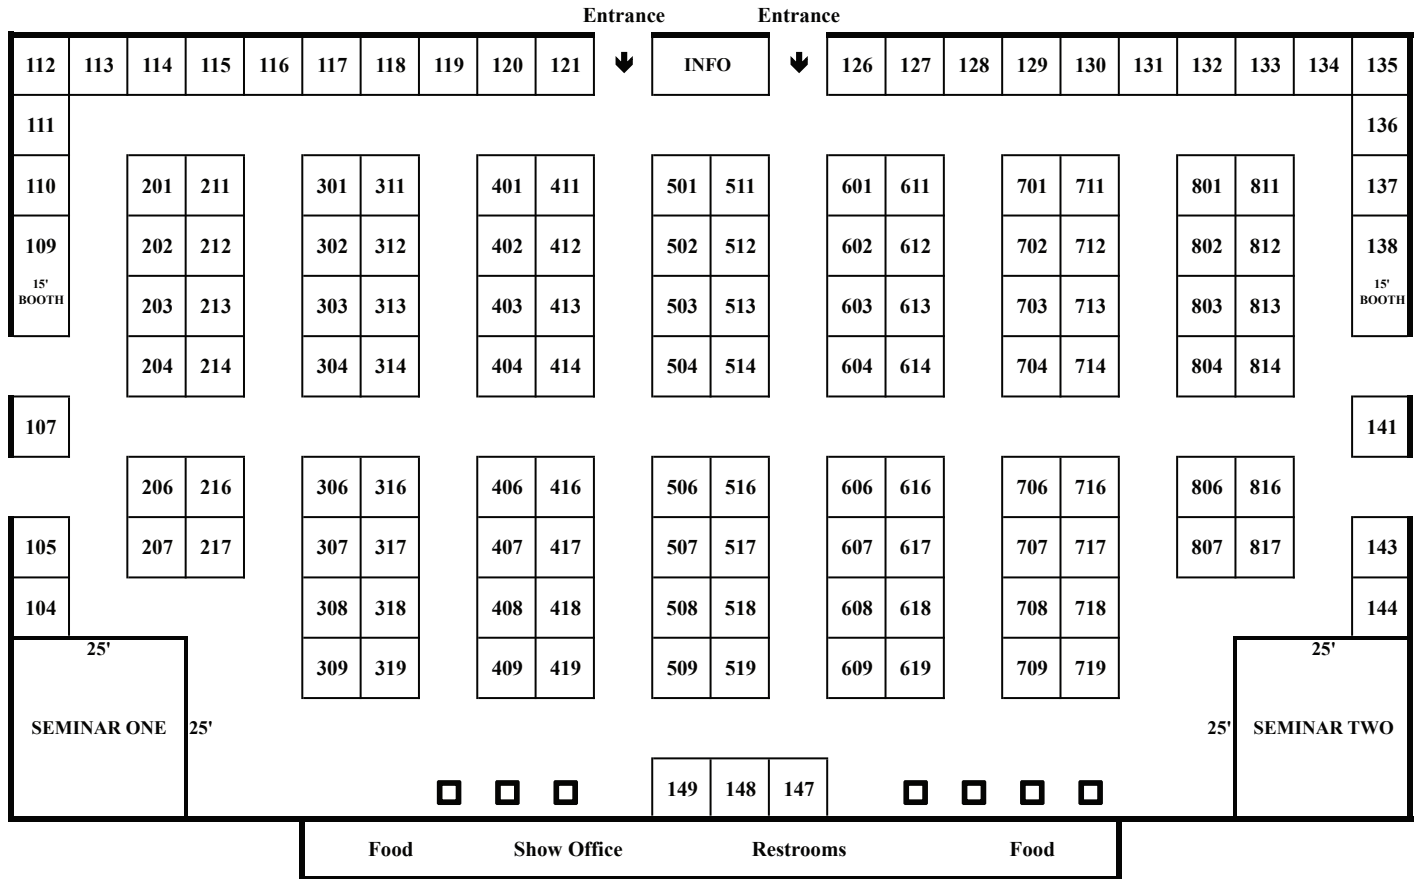 Entrance Entrance
112 113 114 115 116 117 118 119 120 121 INFO 126 127 128 129 130 131 132 133 134 135
111 136
110 201 211 301 311 401 411 501 511 601 611 701 711 801 811 137
109 202 212 302 312 402 412 502 512 602 612 702 712 802 812 138
15' 15'
BOOTH BOOTH
203 213 303 313 403 413 503 513 603 613 703 713 803 813
204 214 304 314 404 414 504 514 604 614 704 714 804 814
107 141
206 216 306 316 406 416 506 516 606 616 706 716 806 816
105 207 217 307 317 407 417 507 517 607 617 707 717 807 817 143
104 308 318 408 418 508 518 608 618 708 718 144
25' 25'
309 319 409 419 509 519 609 619 709 719
SEMINAR ONE 25' 25' SEMINAR TWO
149 148 147
Food Show Office Restrooms Food